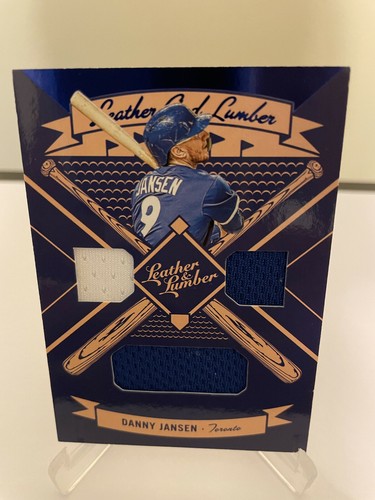 Leather And Lumber
JANSEN
9
Leather
&
Lumber
DANNY JANSEN · Toronto